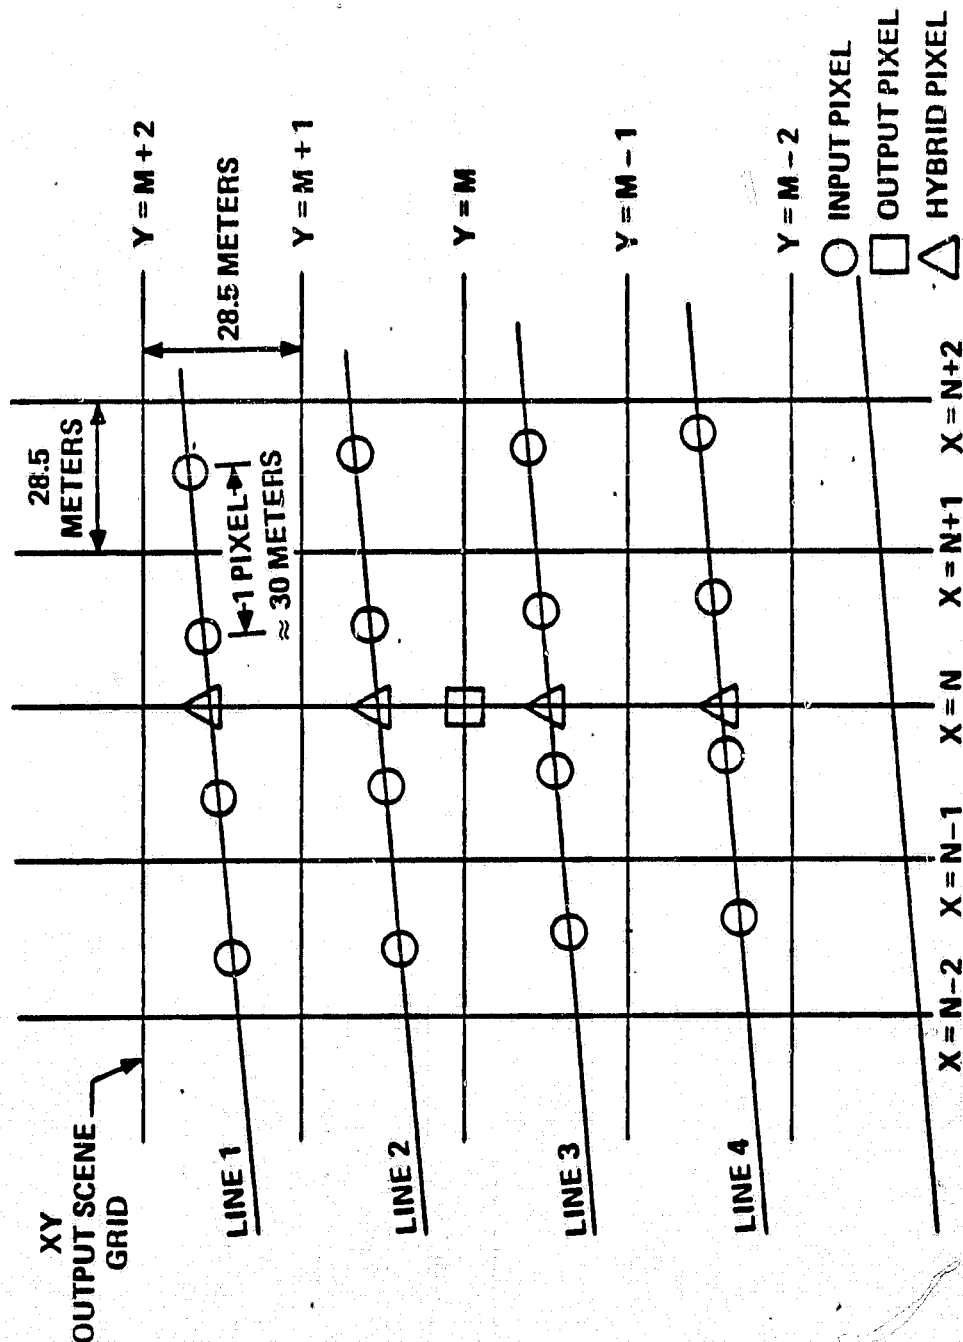 XY
OUTPUT SCENE
GRID
28.5
METERS
28.5 METERS
1 PIXEL
≈ 30 METERS
LINE 1
LINE 2
LINE 3
LINE 4
Y = M + 2
Y = M + 1
Y = M
Y = M − 1
Y = M − 2
X = N−2
X = N−1
X = N
X = N+1
X = N+2
INPUT PIXEL
OUTPUT PIXEL
HYBRID PIXEL